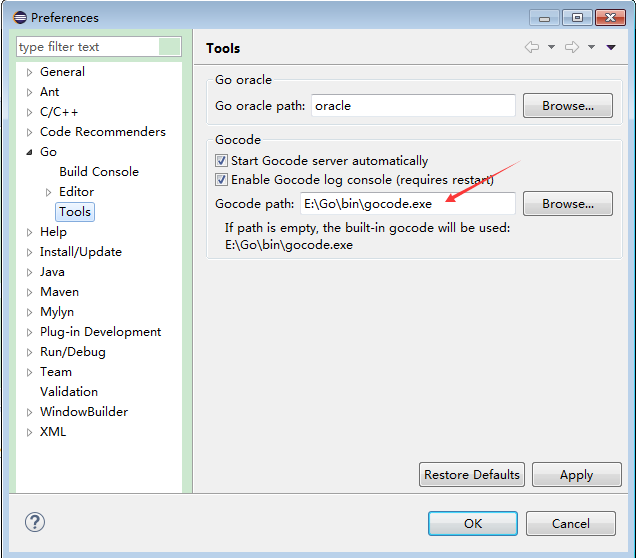 Preferences
type filter text
General
Ant
C/C++
Code Recommenders
Go
Build Console
Editor
Tools
Help
Install/Update
Java
Maven
Mylyn
Plug-in Development
Run/Debug
Team
Validation
WindowBuilder
XML
Tools
Go oracle
Go oracle path: oracle Browse...
Gocode
Start Gocode server automatically
Enable Gocode log console (requires restart)
Gocode path: E:\Go\bin\gocode.exe Browse...
If path is empty, the built-in gocode will be used:
E:\Go\bin\gocode.exe
Restore Defaults Apply
? OK Cancel